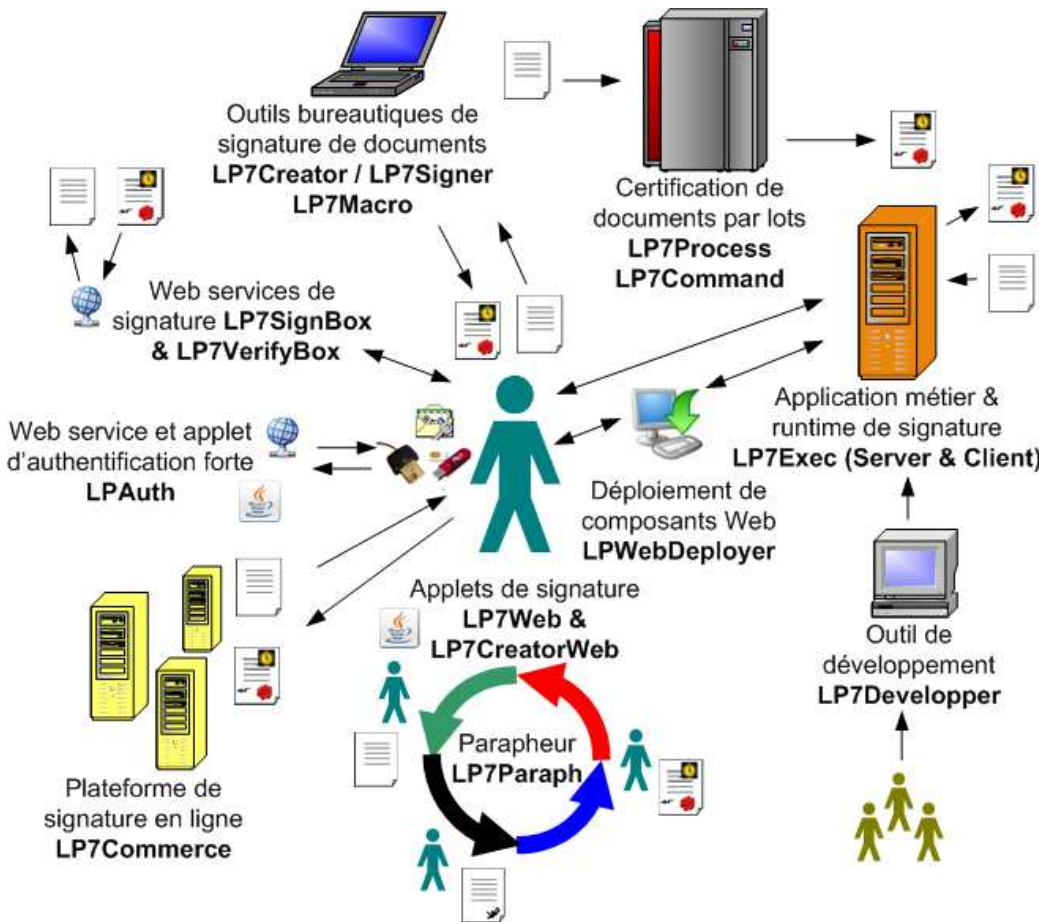 Outils bureautiques de
signature de documents
LP7Creator / LP7Signer
LP7Macro
Certification de
documents par lots
LP7Process
LP7Command
Web services de
signature LP7SignBox
& LP7VerifyBox
Application métier &
runtime de signature
LP7Exec (Server & Client)
Web service et applet
d'authentification forte
LPAuth
Déploiement de
composants Web
LPWebDeployer
Applets de signature
LP7Web &
LP7CreatorWeb
Outil de
développement
LP7Developper
Parapheur
LP7Paraph
Plateforme de
signature en ligne
LP7Commerce